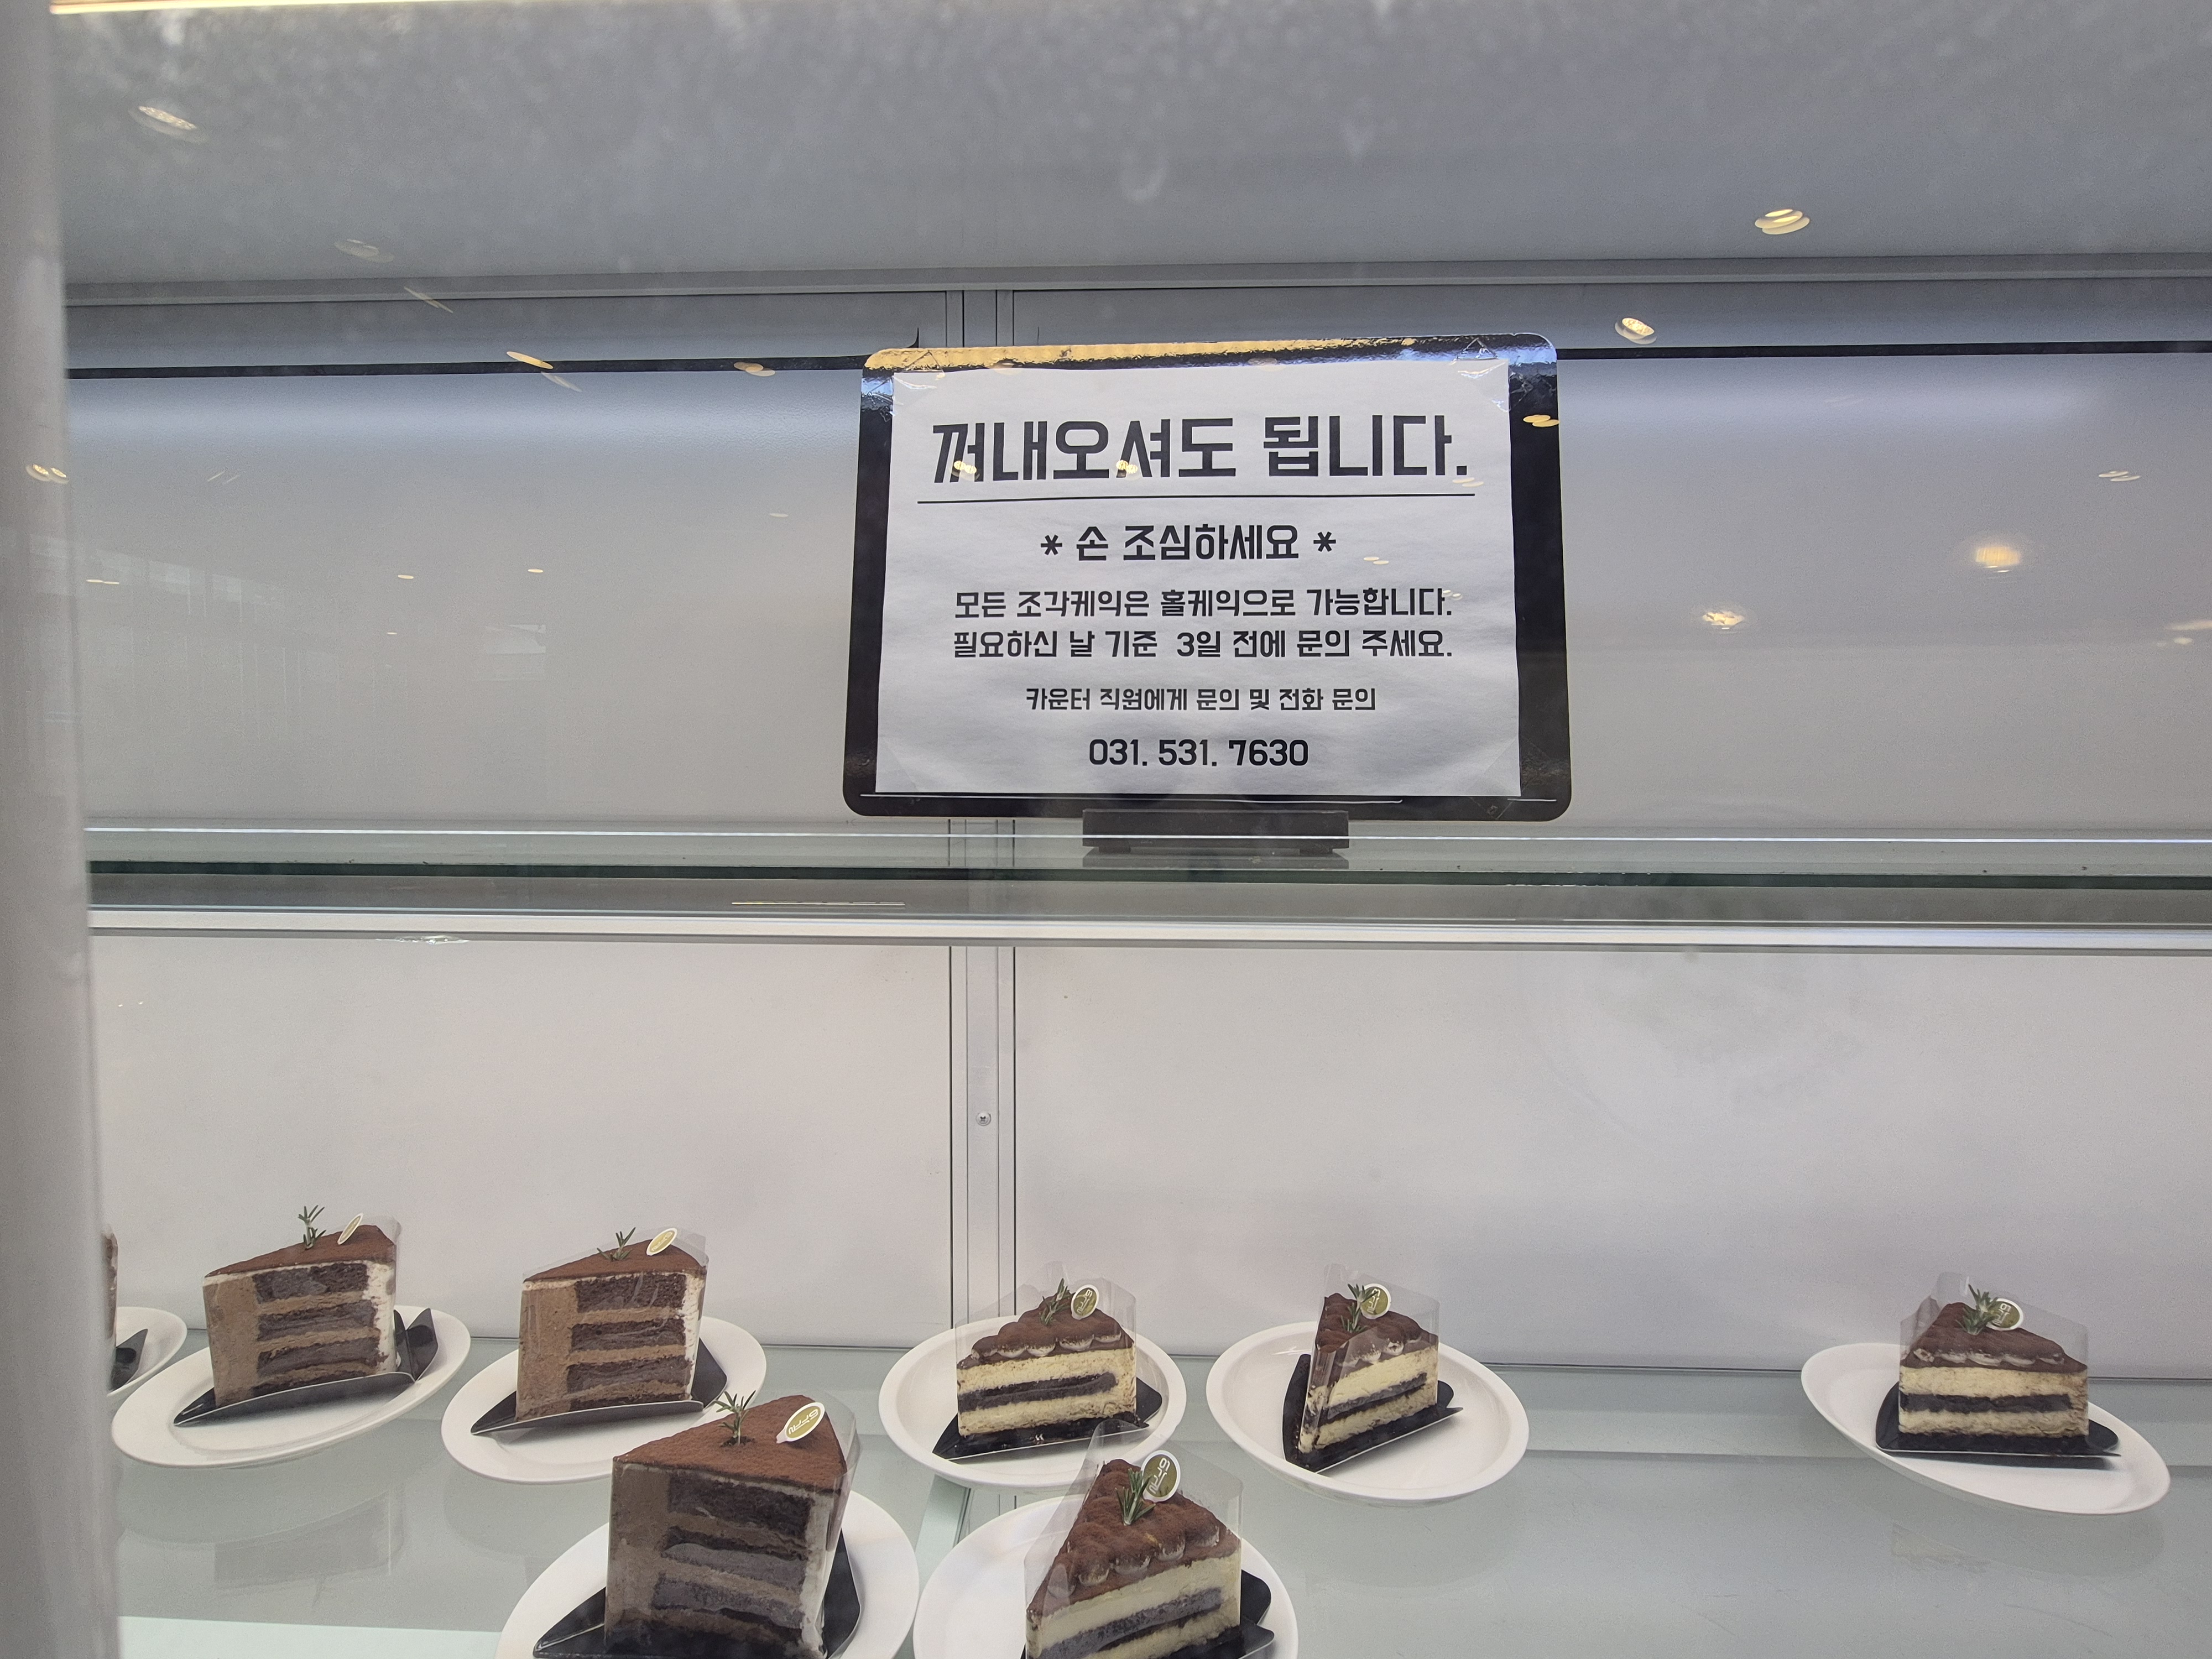 꺼내오셔도 됩니다.
* 손 조심하세요 *
모든 조각케익은 홀케익으로 가능합니다.
필요하신 날 기준 3일 전에 문의 주세요.
카운터 직원에게 문의 및 전화 문의
031. 531. 7630